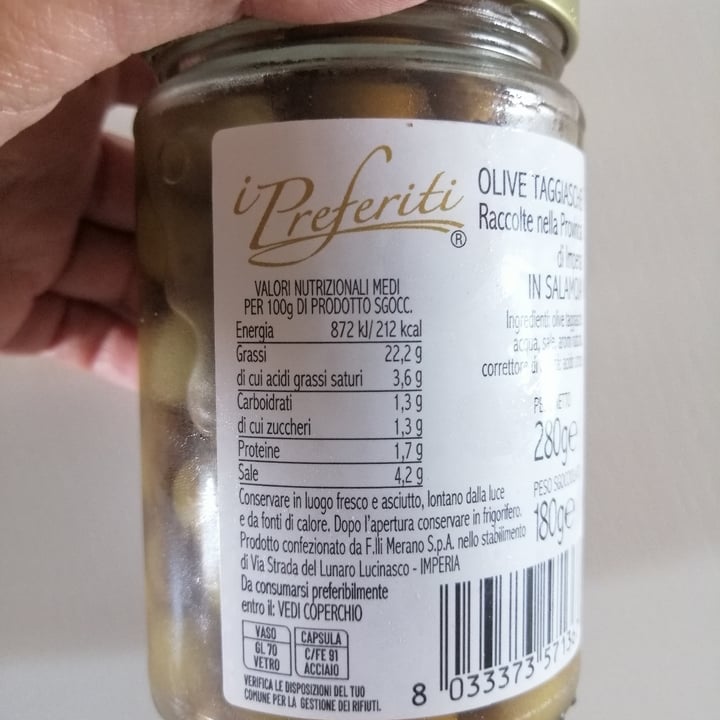 i Preferiti®
VALORI NUTRIZIONALI MEDI
PER 100g DI PRODOTTO SGOCC.
Energia 872 kJ/ 212 kcal
Grassi 22,2 g
di cui acidi grassi saturi 3,6 g
Carboidrati 1,3 g
di cui zuccheri 1,3 g
Proteine 1,7 g
Sale 4,2 g
Conservare in luogo fresco e asciutto, lontano dalla luce
e da fonti di calore. Dopo l'apertura conservare in frigorifero.
Prodotto confezionato da F.lli Merano S.p.A. nello stabilimento
di Via Strada del Lunaro Lucinasco - IMPERIA
Da consumarsi preferibilmente
entro il: VEDI COPERCHIO
VASO
GL 70
VETRO
CAPSULA
C/FE 91
ACCIAIO
VERIFICA LE DISPOSIZIONI DEL TUO
COMUNE PER LA GESTIONE DEI RIFIUTI.
OLIVE TAGGIASCHE
Raccolte nella Provincia
di Imperia
IN SALAMOIA
Ingredienti: olive
acqua, sale,
correttore di
280g e
PESO SGOCCIOLATO
180g e
8 033373 5713